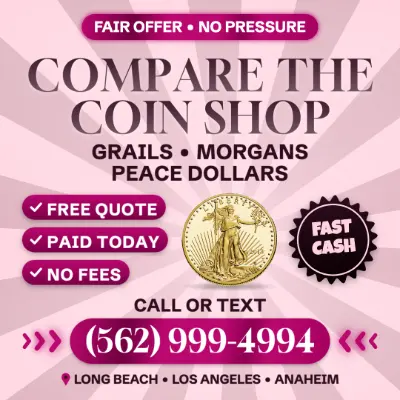 FAIR OFFER • NO PRESSURE
COMPARE THE
COIN SHOP
GRAILS • MORGANS
PEACE DOLLARS
FREE QUOTE
PAID TODAY
NO FEES
FAST
CASH
CALL OR TEXT
(562) 999-4994
LONG BEACH • LOS ANGELES • ANAHEIM